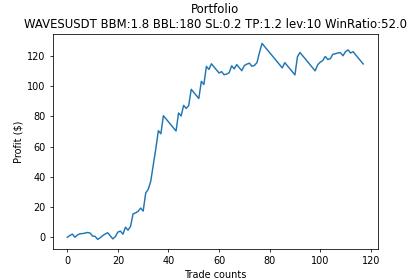 Portfolio
WAVESUSDT BBM:1.8 BBL:180 SL:0.2 TP:1.2 lev:10 WinRatio:52.0
120
100
80
60
40
20
0
Profit ($)
0 20 40 60 80 100 120
Trade counts